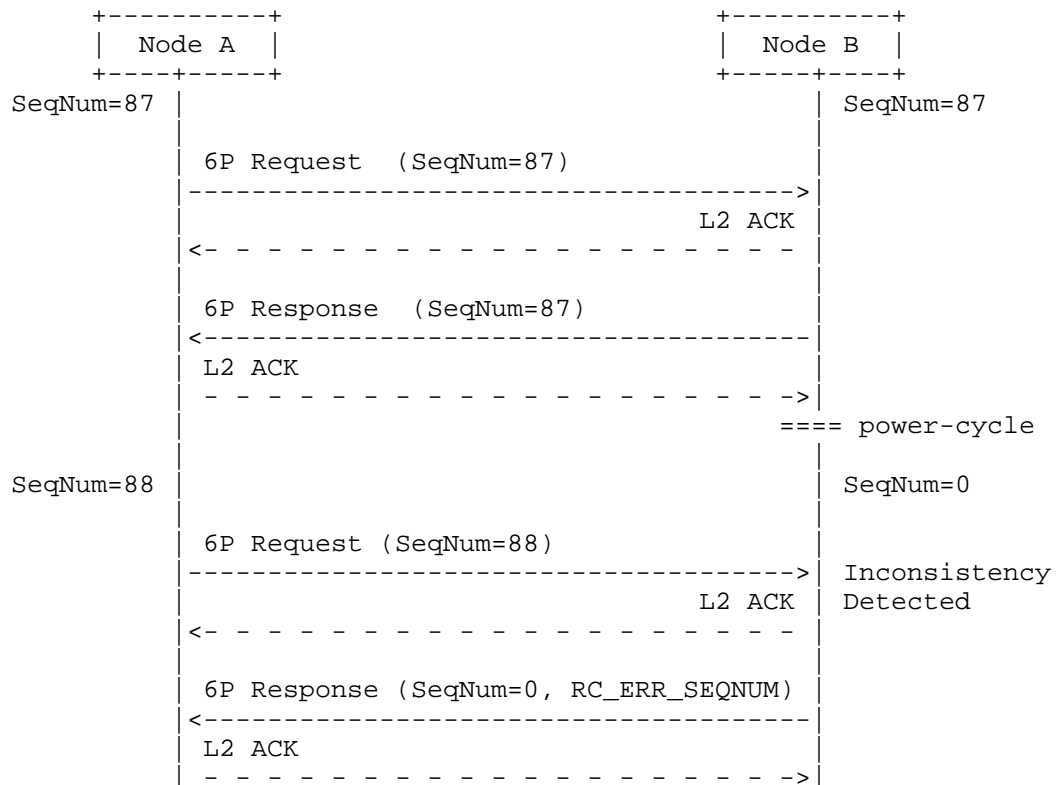 Node A Node B
SeqNum=87 SeqNum=87
6P Request (SeqNum=87)
L2 ACK
6P Response (SeqNum=87)
L2 ACK
==== power-cycle
SeqNum=88 SeqNum=0
6P Request (SeqNum=88)
Inconsistency
L2 ACK Detected
6P Response (SeqNum=0, RC_ERR_SEQNUM)
L2 ACK